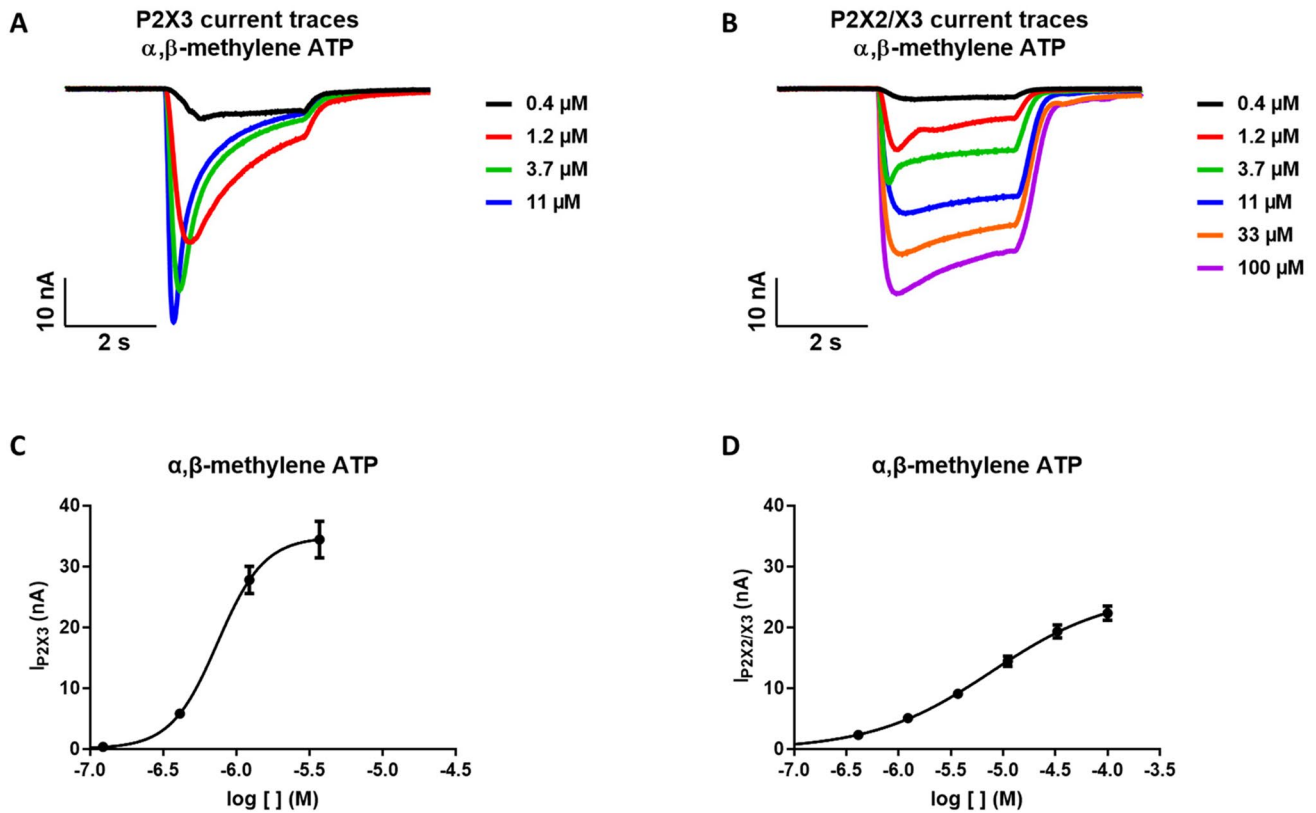 A
P2X3 current traces
α,β-methylene ATP
0.4 µM
1.2 µM
3.7 µM
11 µM
10 nA
2 s
B
P2X2/X3 current traces
α,β-methylene ATP
0.4 µM
1.2 µM
3.7 µM
11 µM
33 µM
100 µM
10 nA
2 s
C
α,β-methylene ATP
IP2X3 (nA)
40
30
20
10
0
-7.0 -6.5 -6.0 -5.5 -5.0 -4.5
log [ ] (M)
D
α,β-methylene ATP
IP2X2/X3 (nA)
40
30
20
10
0
-7.0 -6.5 -6.0 -5.5 -5.0 -4.5 -4.0 -3.5
log [ ] (M)